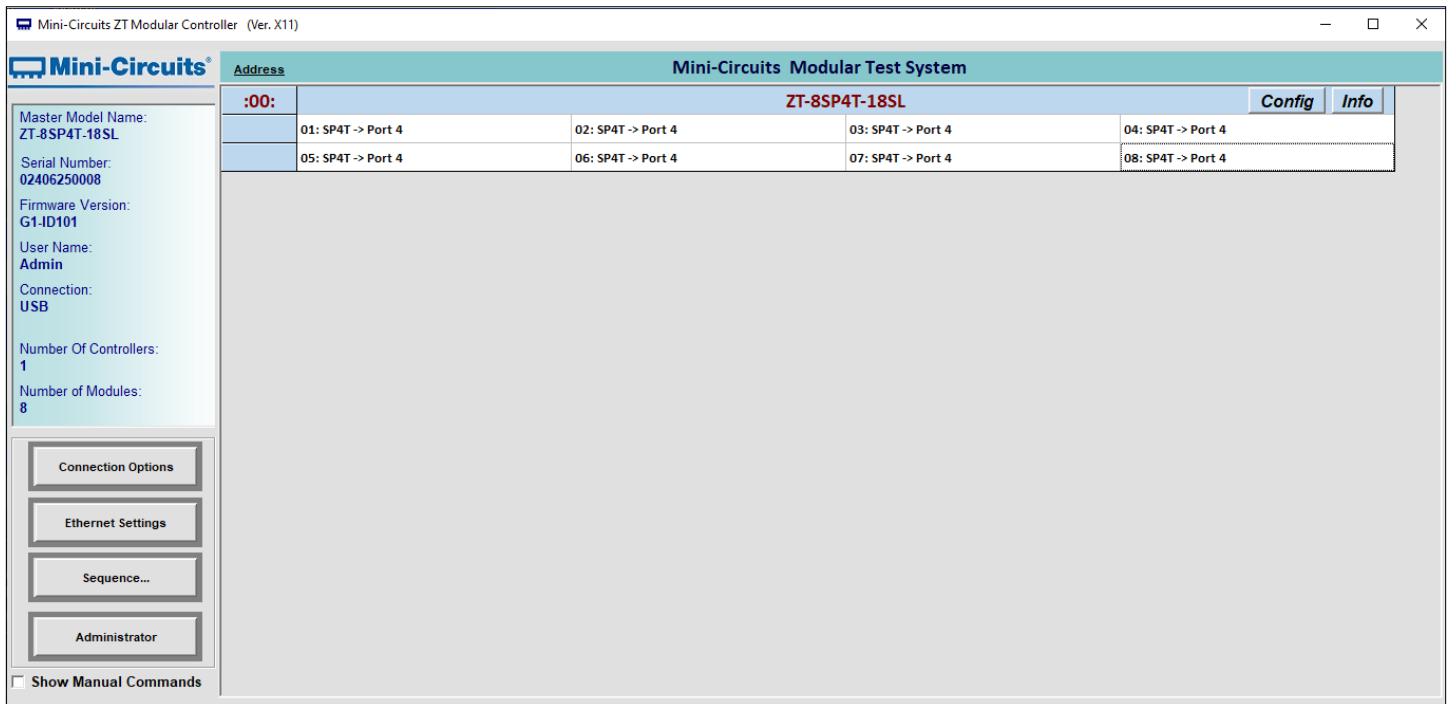 Mini-Circuits ZT Modular Controller (Ver. X11)
Mini-Circuits®
Address
Mini-Circuits Modular Test System
:00:
ZT-8SP4T-18SL
Config
Info
01: SP4T -> Port 4
02: SP4T -> Port 4
03: SP4T -> Port 4
04: SP4T -> Port 4
05: SP4T -> Port 4
06: SP4T -> Port 4
07: SP4T -> Port 4
08: SP4T -> Port 4
Master Model Name:
ZT-8SP4T-18SL
Serial Number:
02406250008
Firmware Version:
G1-ID101
User Name:
Admin
Connection:
USB
Number Of Controllers:
1
Number of Modules:
8
Connection Options
Ethernet Settings
Sequence...
Administrator
Show Manual Commands